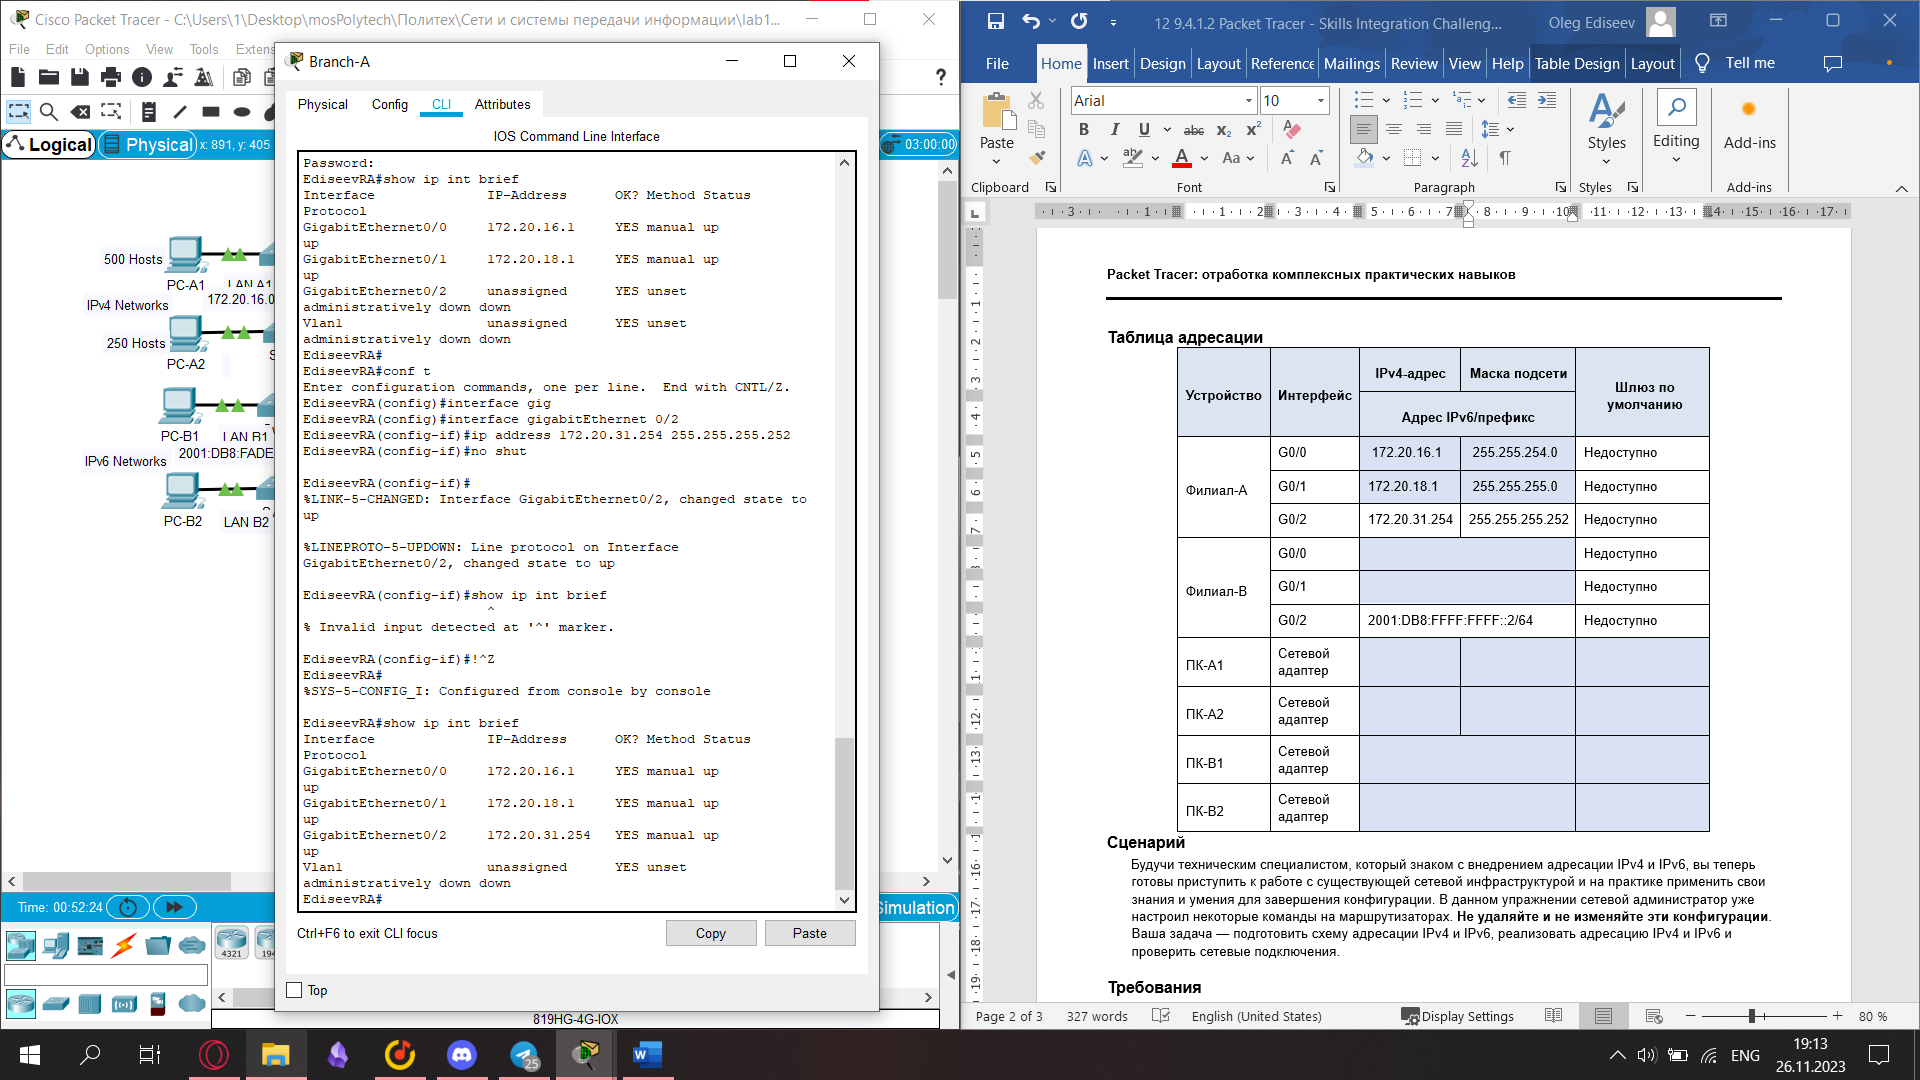 Cisco Packet Tracer - C:\Users\1\Desktop\mosPolytech\Политех\Сети и системы передачи информации\lab1...
File Edit Options View Tools Extens
?
Logical
Physical
x: 891, y: 405
03:00:00
500 Hosts
PC-A1
LAN A1
IPv4 Networks
172.20.16.0
250 Hosts
PC-A2
S
PC-B1
LAN B1
IPv6 Networks
2001:DB8:FADE
PC-B2
LAN B2
Time: 00:52:24
Simulation
4321
194
819HG-4G-IOX
Branch-A
Physical Config CLI Attributes
IOS Command Line Interface
Password:
EdiseevRA#show ip int brief
Interface IP-Address OK? Method Status
Protocol
GigabitEthernet0/0 172.20.16.1 YES manual up
up
GigabitEthernet0/1 172.20.18.1 YES manual up
up
GigabitEthernet0/2 unassigned YES unset
administratively down down
Vlan1 unassigned YES unset
administratively down down
EdiseevRA#
EdiseevRA#conf t
Enter configuration commands, one per line. End with CNTL/Z.
EdiseevRA(config)#interface gig
EdiseevRA(config)#interface gigabitEthernet 0/2
EdiseevRA(config-if)#ip address 172.20.31.254 255.255.255.252
EdiseevRA(config-if)#no shut
EdiseevRA(config-if)#
%LINK-5-CHANGED: Interface GigabitEthernet0/2, changed state to
up
%LINEPROTO-5-UPDOWN: Line protocol on Interface
GigabitEthernet0/2, changed state to up
EdiseevRA(config-if)#show ip int brief
^
% Invalid input detected at '^' marker.
EdiseevRA(config-if)#!^Z
EdiseevRA#
%SYS-5-CONFIG_I: Configured from console by console
EdiseevRA#show ip int brief
Interface IP-Address OK? Method Status
Protocol
GigabitEthernet0/0 172.20.16.1 YES manual up
up
GigabitEthernet0/1 172.20.18.1 YES manual up
up
GigabitEthernet0/2 172.20.31.254 YES manual up
up
Vlan1 unassigned YES unset
administratively down down
EdiseevRA#
Ctrl+F6 to exit CLI focus
Copy Paste
Top
12 9.4.1.2 Packet Tracer - Skills Integration Challeng...
Oleg Ediseev
File Home Insert Design Layout Reference Mailings Review View Help Table Design Layout Tell me
Paste
Arial 10
Styles
Editing
Add-ins
Clipboard Font Paragraph Styles Add-ins
Packet Tracer: отработка комплексных практических навыков
Таблица адресации
Устройство Интерфейс IPv4-адрес Маска подсети Шлюз по умолчанию
Адрес IPv6/префикс
Филиал-A G0/0 172.20.16.1 255.255.254.0 Недоступно
G0/1 172.20.18.1 255.255.255.0 Недоступно
G0/2 172.20.31.254 255.255.255.252 Недоступно
Филиал-B G0/0 Недоступно
G0/1 Недоступно
G0/2 2001:DB8:FFFF:FFFF::2/64 Недоступно
ПК-A1 Сетевой адаптер
ПК-A2 Сетевой адаптер
ПК-B1 Сетевой адаптер
ПК-B2 Сетевой адаптер
Сценарий
Будучи техническим специалистом, который знаком с внедрением адресации IPv4 и IPv6, вы теперь
готовы приступить к работе с существующей сетевой инфраструктурой и на практике применить свои
знания и умения для завершения конфигурации. В данном упражнении сетевой администратор уже
настроил некоторые команды на маршрутизаторах. Не удаляйте и не изменяйте эти конфигурации.
Ваша задача — подготовить схему адресации IPv4 и IPv6, реализовать адресацию IPv4 и IPv6 и
проверить сетевые подключения.
Требования
Page 2 of 3 327 words English (United States) Display Settings 80 %
25
ENG
19:13
26.11.2023